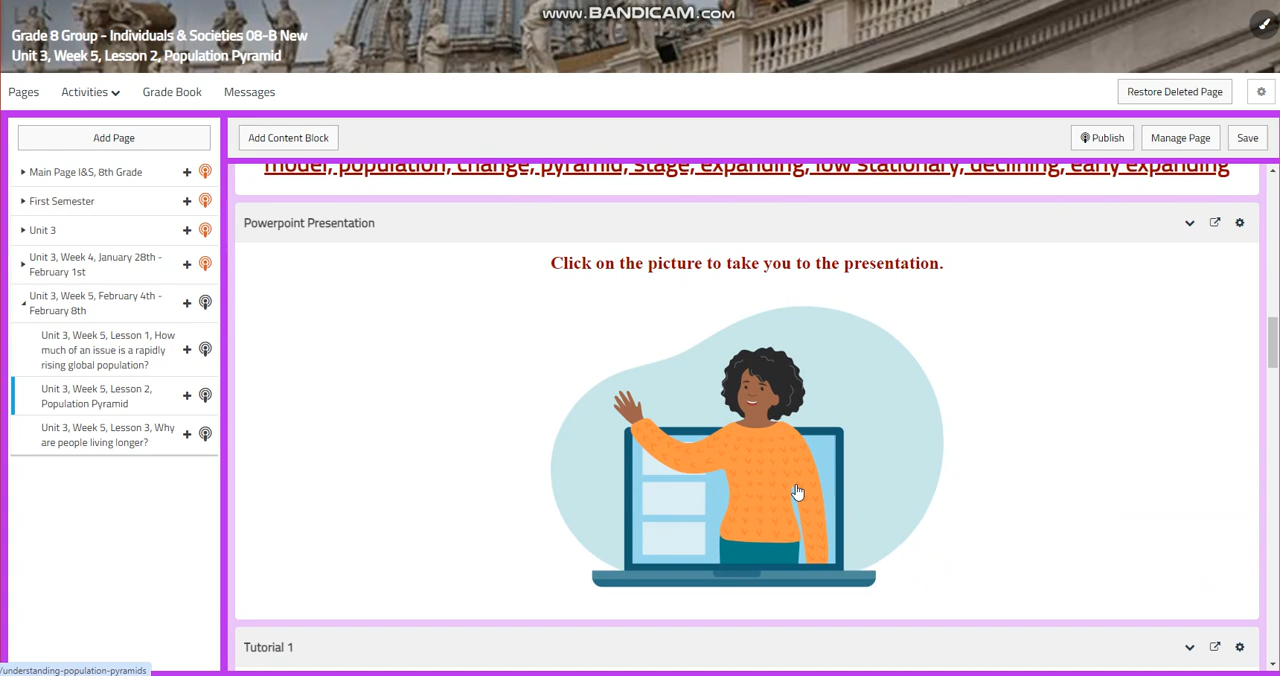 www.BANDICAM.com
Grade 8 Group - Individuals & Societies 08-B New
Unit 3, Week 5, Lesson 2, Population Pyramid
Pages
Activities
Grade Book
Messages
Restore Deleted Page
Add Page
Add Content Block
Publish
Manage Page
Save
Main Page I&S, 8th Grade
First Semester
Unit 3
Unit 3, Week 4, January 28th -
February 1st
Unit 3, Week 5, February 4th -
February 8th
Unit 3, Week 5, Lesson 1, How
much of an issue is a rapidly
rising global population?
Unit 3, Week 5, Lesson 2,
Population Pyramid
Unit 3, Week 5, Lesson 3, Why
are people living longer?
model, population, change, pyramid, stage, expanding, low stationary, declining, early expanding
Powerpoint Presentation
Click on the picture to take you to the presentation.
Tutorial 1
/understanding-population-pyramids